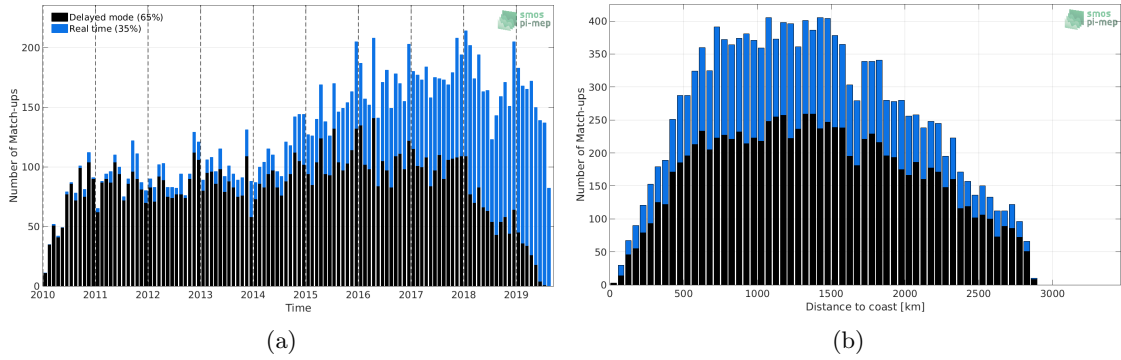 Delayed mode (65%)
Real time (35%)
smos
pi-mep
Number of Match-ups
200
150
100
50
0
2010 2011 2012 2013 2014 2015 2016 2017 2018 2019
Time
(a)
smos
pi-mep
Number of Match-ups
400
350
300
250
200
150
100
50
0
0 500 1000 1500 2000 2500 3000
Distance to coast [km]
(b)